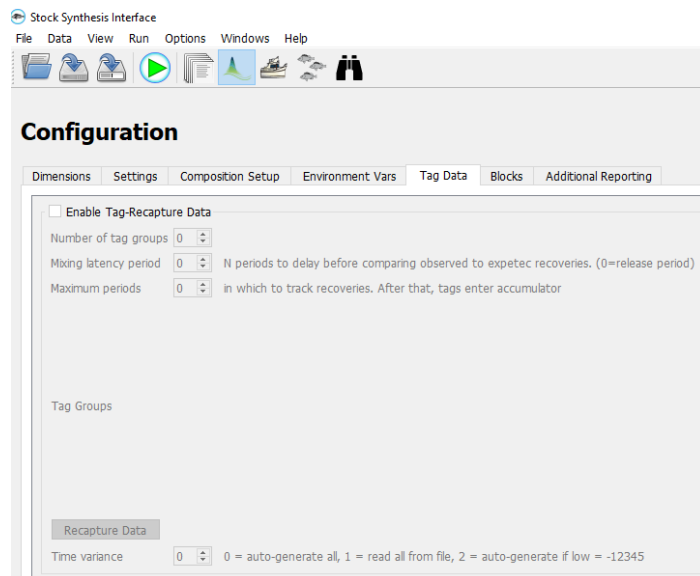 Stock Synthesis Interface
File Data View Run Options Windows Help
Configuration
Dimensions Settings Composition Setup Environment Vars Tag Data Blocks Additional Reporting
Enable Tag-Recapture Data
Number of tag groups 0
Mixing latency period 0 N periods to delay before comparing observed to expetec recoveries. (0=release period)
Maximum periods 0 in which to track recoveries. After that, tags enter accumulator
Tag Groups
Recapture Data
Time variance 0 0 = auto-generate all, 1 = read all from file, 2 = auto-generate if low = -12345